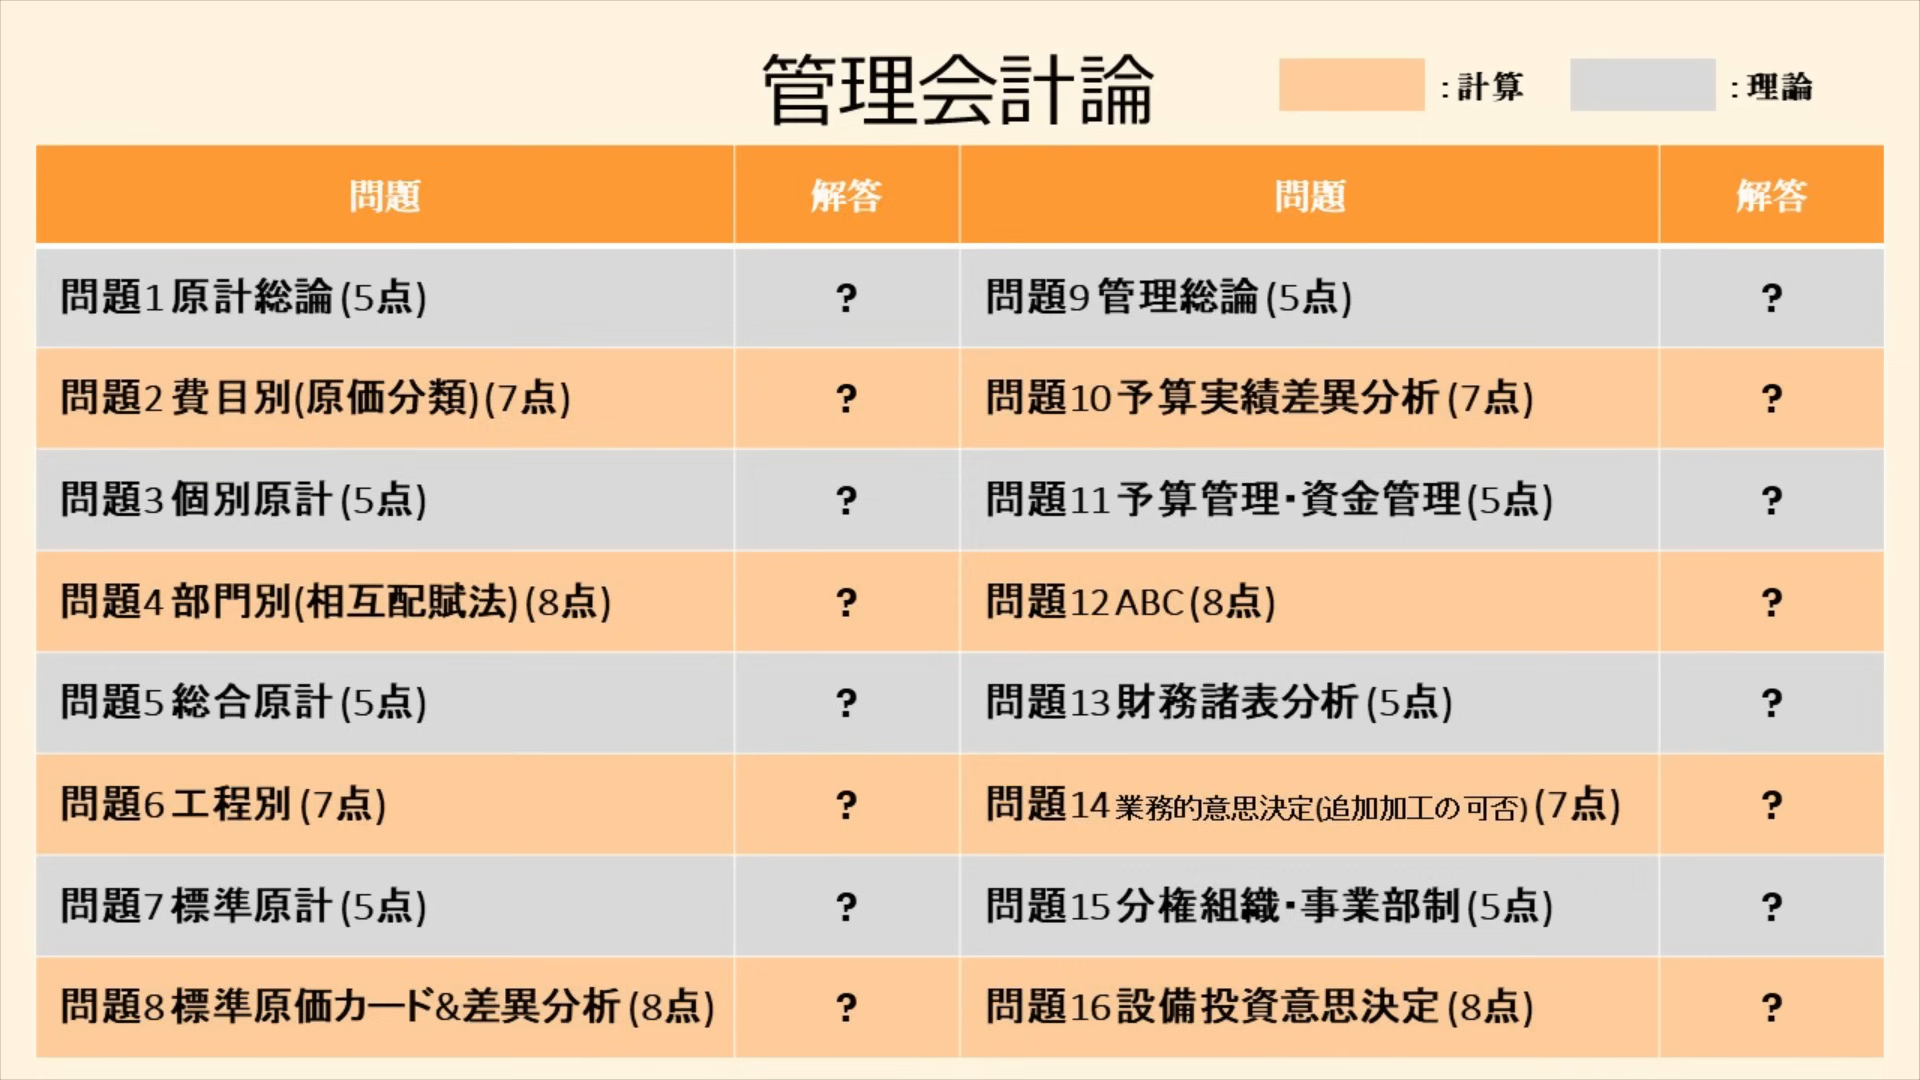 管理会計論
:計算
:理論
問題 解答 問題 解答
問題1原計総論(5点) ? 問題9管理総論(5点) ?
問題2費目別(原価分類)(7点) ? 問題10予算実績差異分析(7点) ?
問題3個別原計(5点) ? 問題11予算管理・資金管理(5点) ?
問題4部門別(相互配賦法)(8点) ? 問題12ABC(8点) ?
問題5総合原計(5点) ? 問題13財務諸表分析(5点) ?
問題6工程別(7点) ? 問題14業務的意思決定(追加加工の可否)(7点) ?
問題7標準原計(5点) ? 問題15分権組織・事業部制(5点) ?
問題8標準原価カード&差異分析(8点) ? 問題16設備投資意思決定(8点) ?